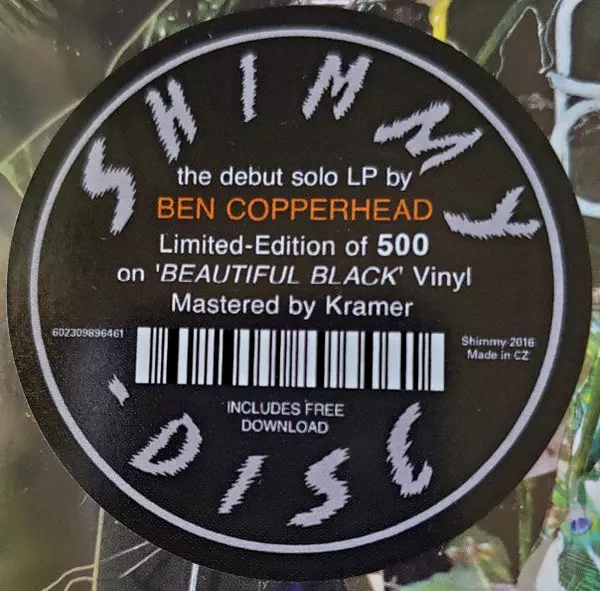 SHIMMY
the debut solo LP by
BEN COPPERHEAD
Limited-Edition of 500
on 'BEAUTIFUL BLACK' Vinyl
Mastered by Kramer
602309896461
Shimmy 2016
Made in CZ
INCLUDES FREE
DOWNLOAD
-DISC